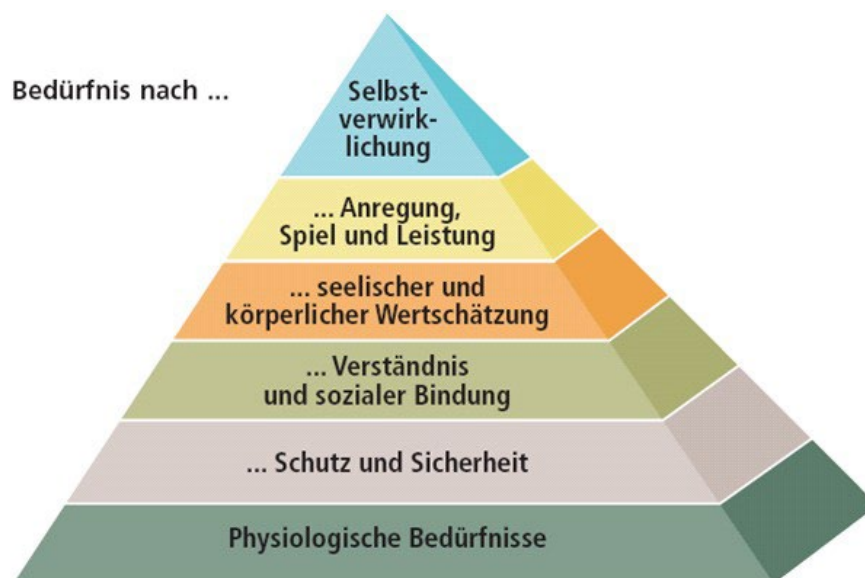 Bedürfnis nach ...
Selbst-
verwirk-
lichung
... Anregung,
Spiel und Leistung
... seelischer und
körperlicher Wertschätzung
... Verständnis
und sozialer Bindung
... Schutz und Sicherheit
Physiologische Bedürfnisse